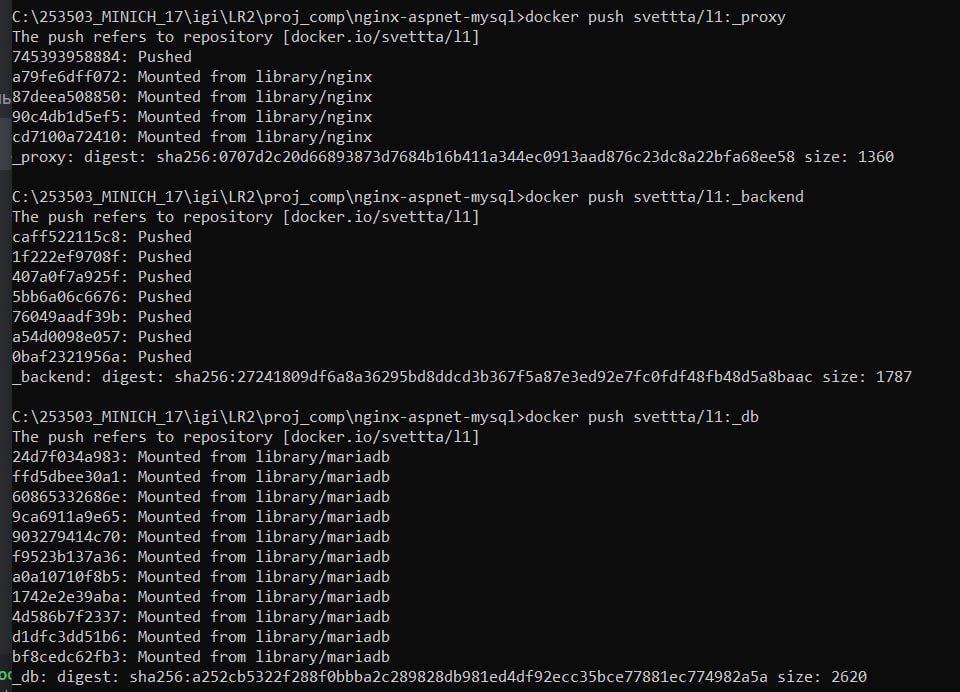 C:\253503_MINICH_17\igi\LR2\proj_comp\nginx-aspnet-mysql>docker push svettta/l1:_proxy
The push refers to repository [docker.io/svettta/l1]
745393958884: Pushed
a79fe6dff072: Mounted from library/nginx
87deea508850: Mounted from library/nginx
90c4db1d5ef5: Mounted from library/nginx
cd7100a72410: Mounted from library/nginx
_proxy: digest: sha256:0707d2c20d66893873d7684b16b411a344ec0913aad876c23dc8a22bfa68ee58 size: 1360
C:\253503_MINICH_17\igi\LR2\proj_comp\nginx-aspnet-mysql>docker push svettta/l1:_backend
The push refers to repository [docker.io/svettta/l1]
caff522115c8: Pushed
1f222ef9708f: Pushed
407a0f7a925f: Pushed
5bb6a06c6676: Pushed
76049aadf39b: Pushed
a54d0098e057: Pushed
0baf2321956a: Pushed
_backend: digest: sha256:27241809df6a8a36295bd8ddcd3b367f5a87e3ed92e7fc0fdf48fb48d5a8baac size: 1787
C:\253503_MINICH_17\igi\LR2\proj_comp\nginx-aspnet-mysql>docker push svettta/l1:_db
The push refers to repository [docker.io/svettta/l1]
24d7f034a983: Mounted from library/mariadb
ffd5dbee30a1: Mounted from library/mariadb
60865332686e: Mounted from library/mariadb
9ca6911a9e65: Mounted from library/mariadb
903279414c70: Mounted from library/mariadb
f9523b137a36: Mounted from library/mariadb
a0a10710f8b5: Mounted from library/mariadb
1742e2e39aba: Mounted from library/mariadb
4d586b7f2337: Mounted from library/mariadb
d1dfc3dd51b6: Mounted from library/mariadb
bf8cedc62fb3: Mounted from library/mariadb
_db: digest: sha256:a252cb5322f288f0bbba2c289828db981ed4df92ecc35bce77881ec774982a5a size: 2620